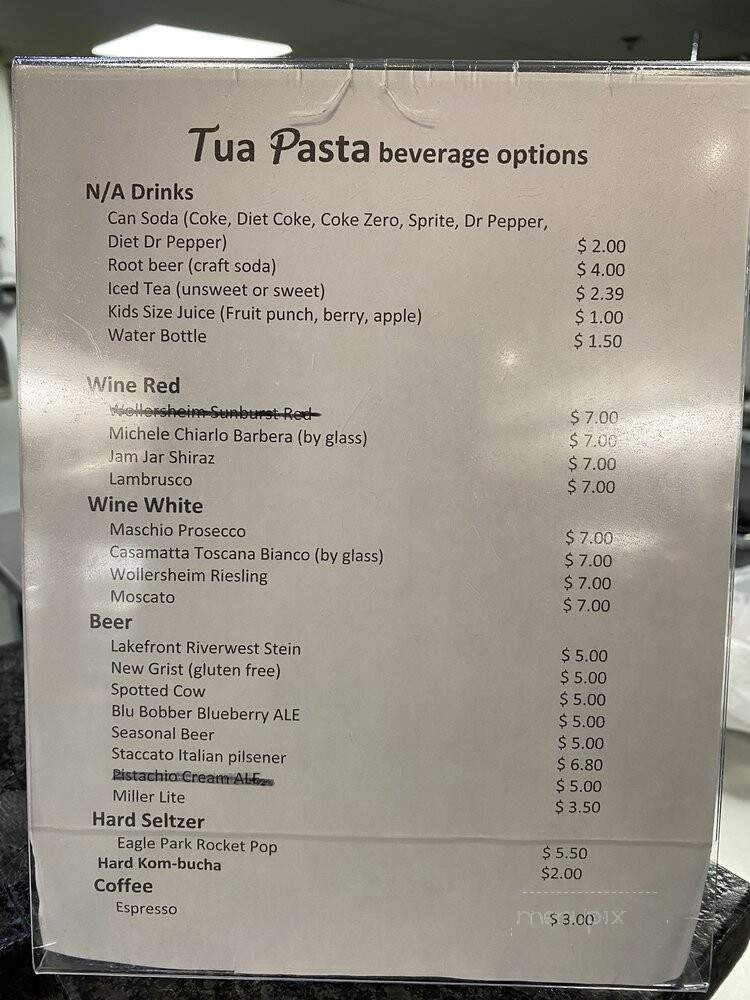 Tua Pasta beverage options
N/A Drinks
Can Soda (Coke, Diet Coke, Coke Zero, Sprite, Dr Pepper,
Diet Dr Pepper) $ 2.00
Root beer (craft soda) $ 4.00
Iced Tea (unsweet or sweet) $ 2.39
Kids Size Juice (Fruit punch, berry, apple) $ 1.00
Water Bottle $ 1.50
Wine Red
Wollersheim Sunburst Red $ 7.00
Michele Chiarlo Barbera (by glass) $ 7.00
Jam Jar Shiraz $ 7.00
Lambrusco $ 7.00
Wine White
Maschio Prosecco $ 7.00
Casamatta Toscana Bianco (by glass) $ 7.00
Wollersheim Riesling $ 7.00
Moscato $ 7.00
Beer
Lakefront Riverwest Stein $ 5.00
New Grist (gluten free) $ 5.00
Spotted Cow $ 5.00
Blu Bobber Blueberry ALE $ 5.00
Seasonal Beer $ 5.00
Staccato Italian pilsener $ 6.80
Pistachio Cream ALE $ 5.00
Miller Lite $ 3.50
Hard Seltzer
Eagle Park Rocket Pop $ 5.50
Hard Kom-bucha $2.00
Coffee
Espresso $ 3.00